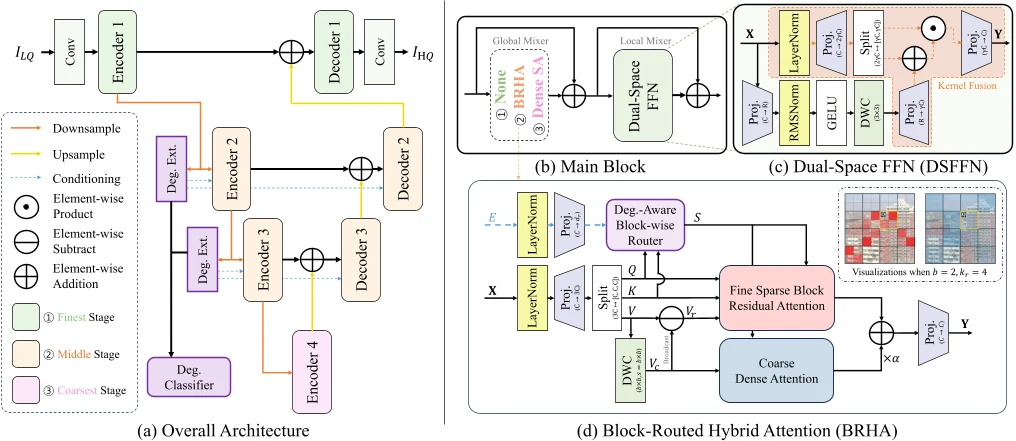 I_LQ
Conv
Encoder 1
Decoder 1
Conv
I_HQ
Downsample
Upsample
Conditioning
Element-wise
Product
Element-wise
Subtract
Element-wise
Addition
① Finest Stage
② Middle Stage
③ Coarsest Stage
Deg. Ext.
Encoder 2
Decoder 2
Deg. Ext.
Encoder 3
Decoder 3
Encoder 4
Deg.
Classifier
(a) Overall Architecture
Global Mixer
① None
② BRHA
③ Dense SA
Local Mixer
Dual-Space
FFN
(b) Main Block
X
LayerNorm
Proj.
(C → 2γC)
Split
(2γC ↦ [γC,γC])
Proj.
(γC → C)
Y
Kernel Fusion
Proj.
(C → R)
RMSNorm
GELU
DWC
(3×3)
Proj.
(R → γC)
(c) Dual-Space FFN (DSFFN)
E
LayerNorm
Proj.
(C → d_r)
Deg.-Aware
Block-wise
Router
S
X
LayerNorm
Proj.
(C → 3C)
Split
(3C ↦ [C,C,C])
Q
K
V
V_r
Fine Sparse Block
Residual Attention
DWC
(b×b, s = b×b)
V_c
Broadcast
Coarse
Dense Attention
×α
Proj.
(C → C)
Y
Visualizations when b = 2, k_r = 4
(d) Block-Routed Hybrid Attention (BRHA)